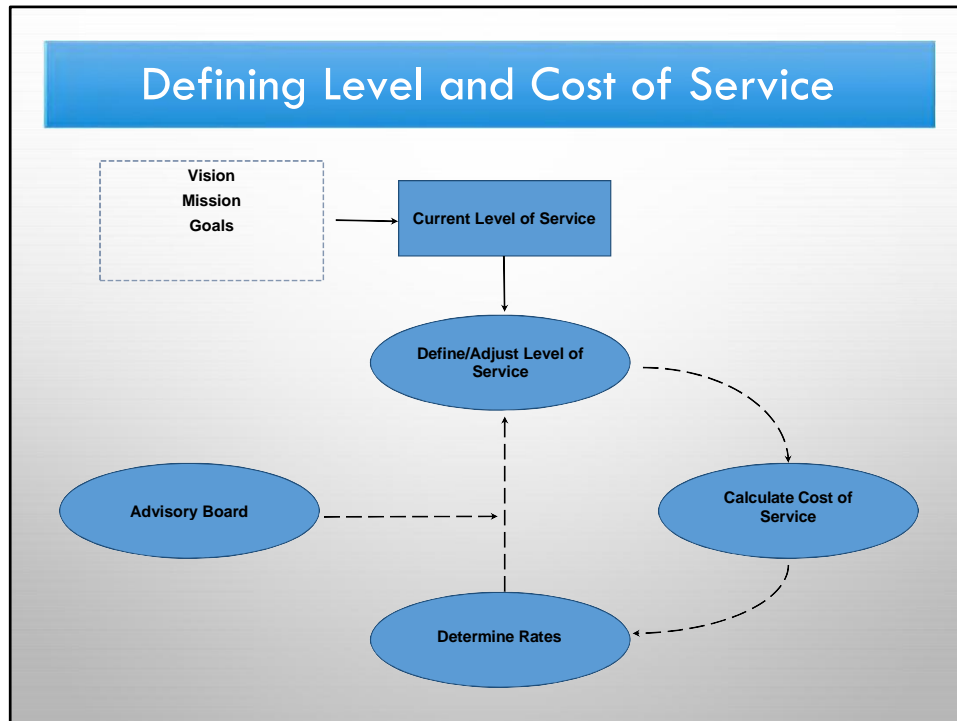 Defining Level and Cost of Service
Vision
Mission
Goals
Current Level of Service
Define/Adjust Level of
Service
Advisory Board
Calculate Cost of
Service
Determine Rates